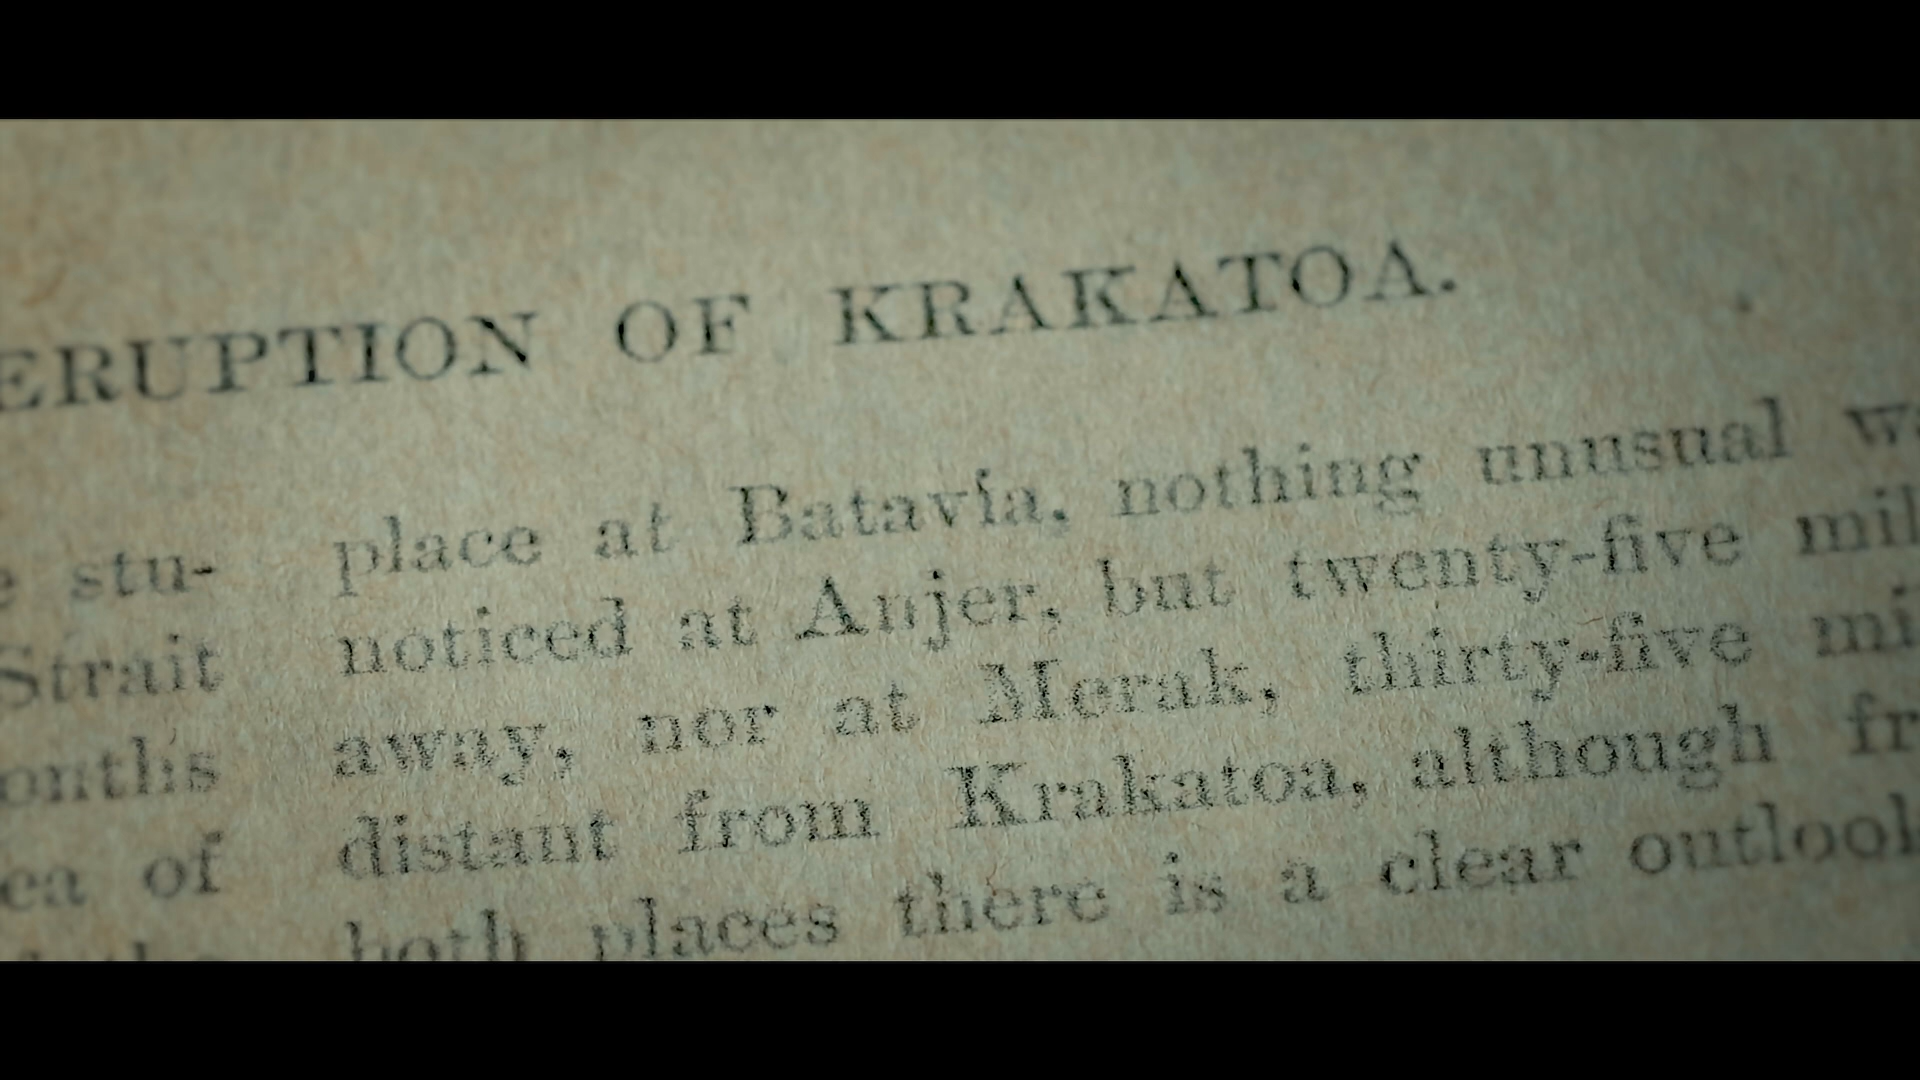 ERUPTION OF KRAKATOA.
stu-
Strait
of
place at Batavia, nothing unusual
noticed at Anjer, but twenty-five
away, nor at Merak, thirty-five
distant from Krakatoa, although
both places there is a clear outlook